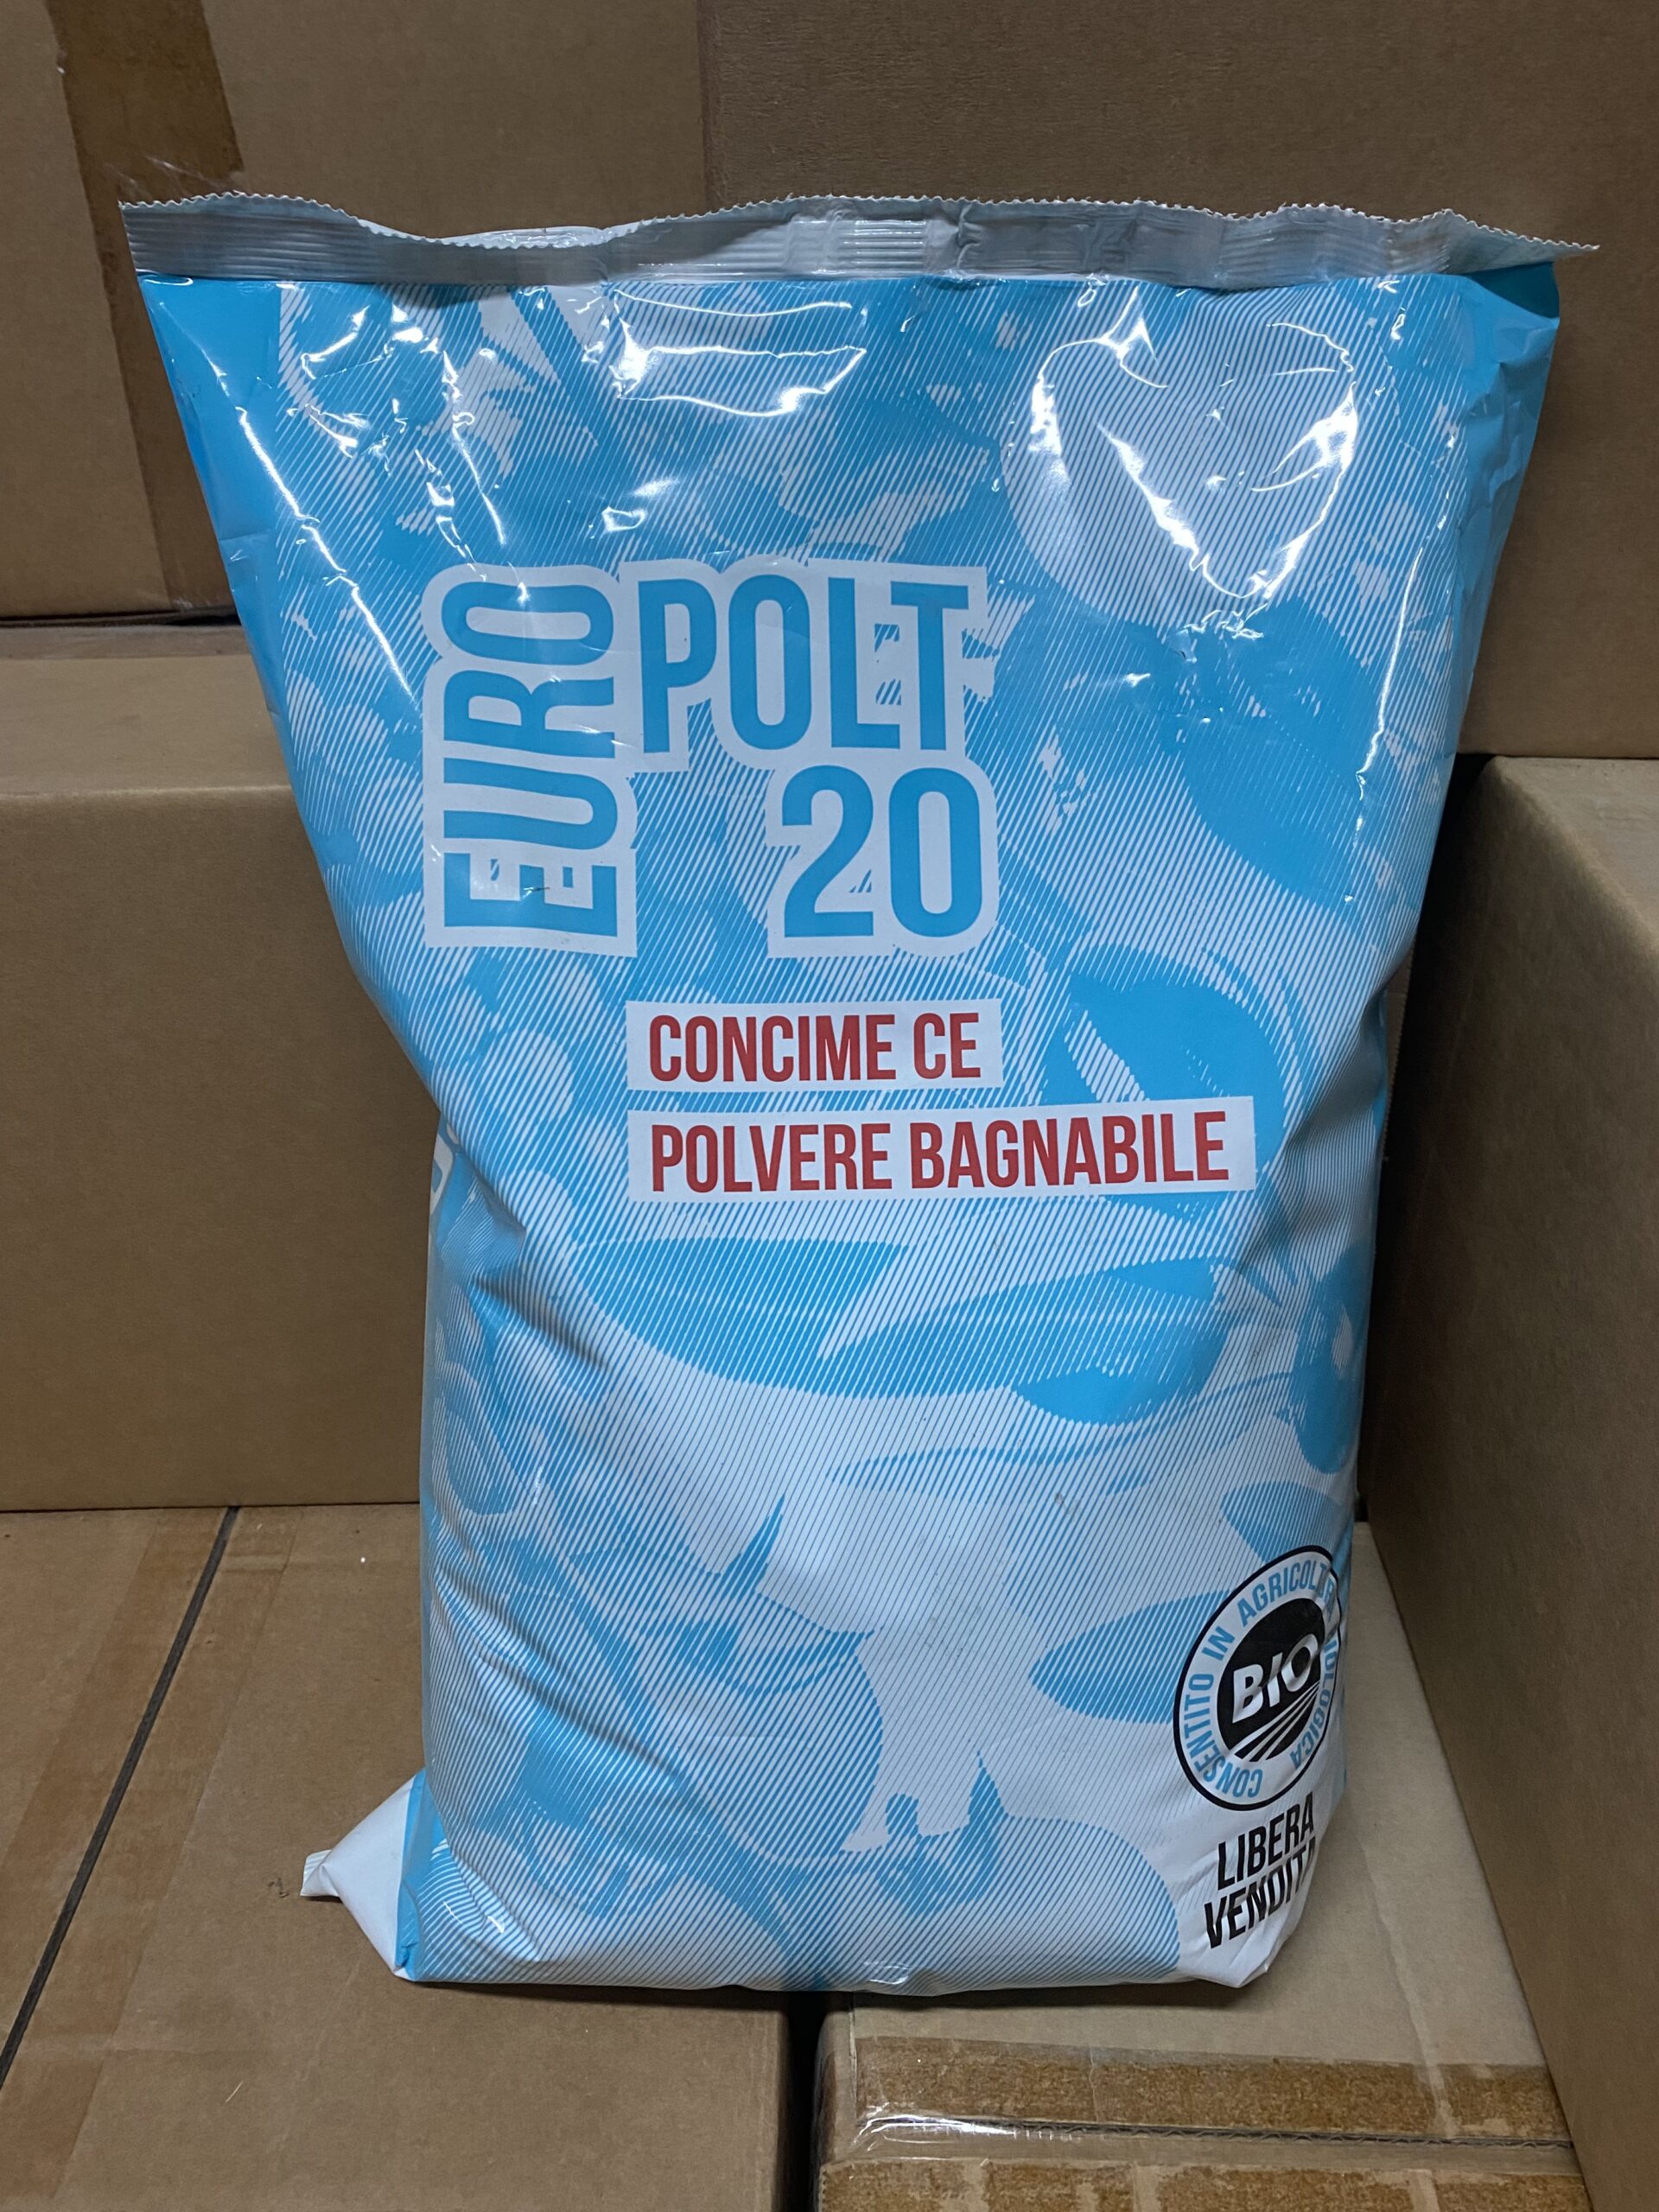 EURO
POLT
20
CONCIME CE
POLVERE BAGNABILE
CONSENTITO IN AGRICOLTURA BIOLOGICA
BIO
LIBERA
VENDITA